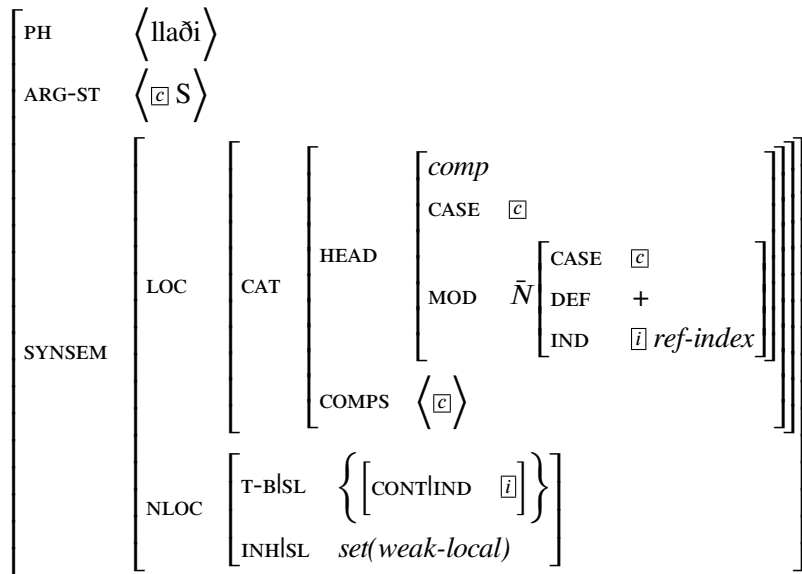 PH ⟨llaði⟩
ARG-ST ⟨c S⟩
comp
CASE c
HEAD
CASE c
LOC CAT MOD N̄ DEF +
IND i ref-index
SYNSEM
COMPS ⟨c⟩
T-B|SL {[CONT|IND i]}
NLOC
INH|SL set(weak-local)